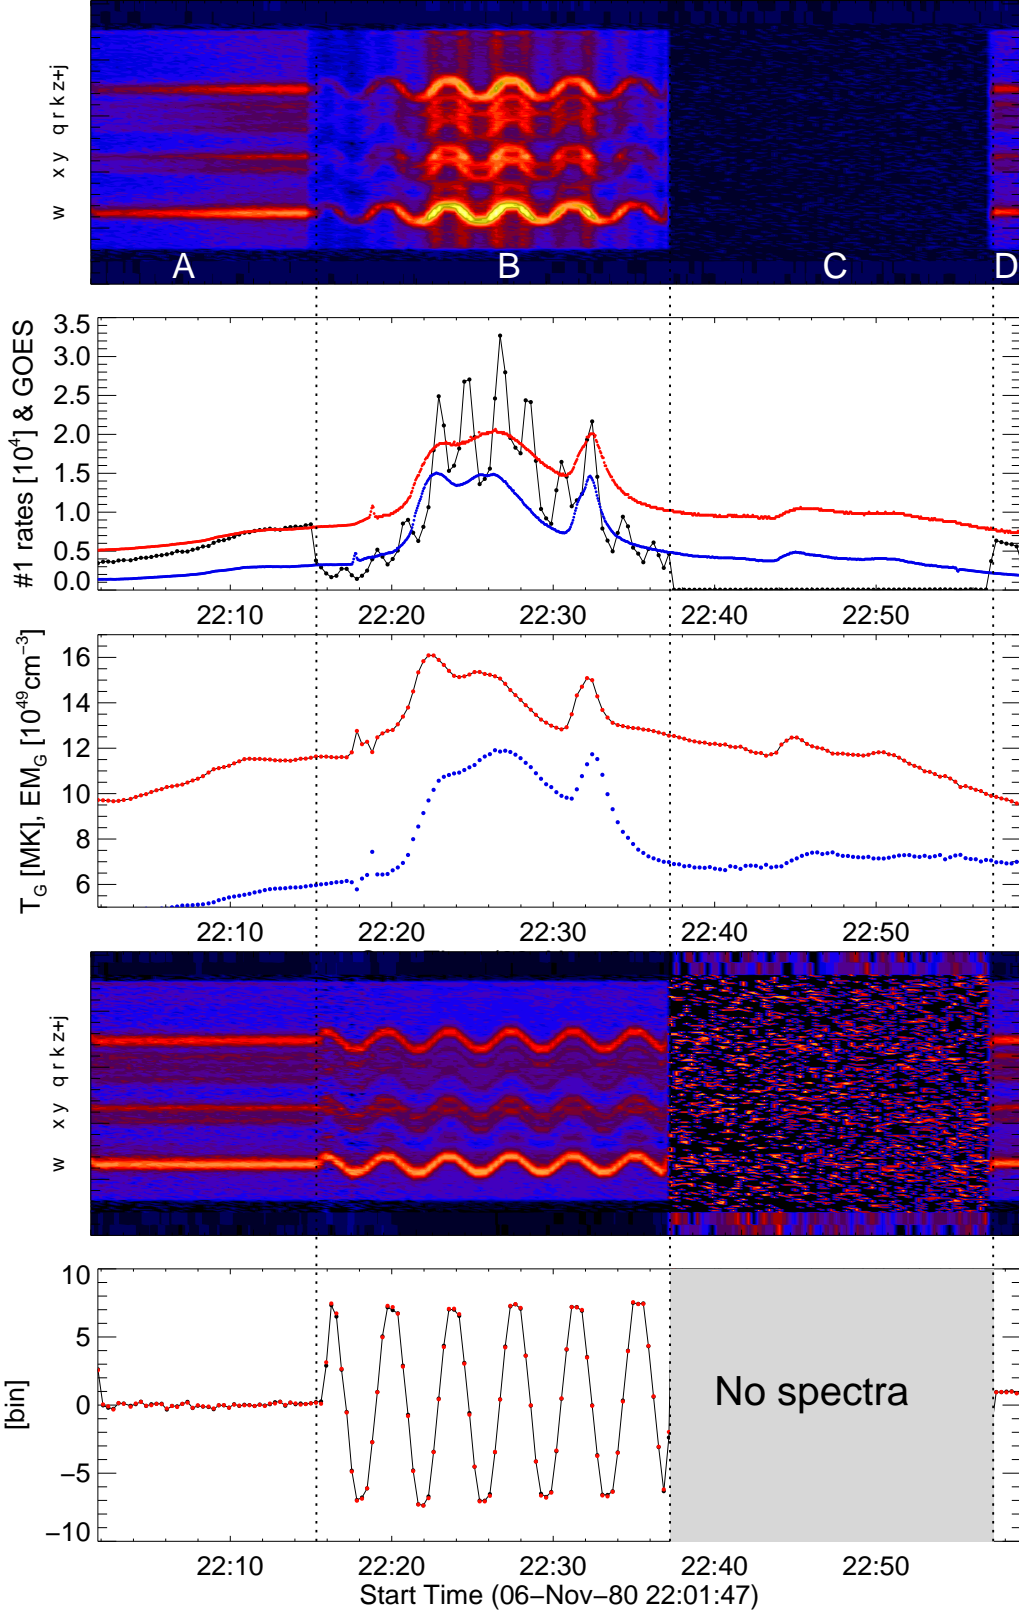 w x y q r k z+j
A B C D
#1 rates [10⁴] & GOES
3.5
3.0
2.5
2.0
1.5
1.0
0.5
0.0
22:10 22:20 22:30 22:40 22:50
T_G [MK], EM_G [10⁴⁹cm⁻³]
16
14
12
10
8
6
22:10 22:20 22:30 22:40 22:50
w x y q r k z+j
[bin]
10
5
0
−5
−10
No spectra
22:10 22:20 22:30 22:40 22:50
Start Time (06−Nov−80 22:01:47)